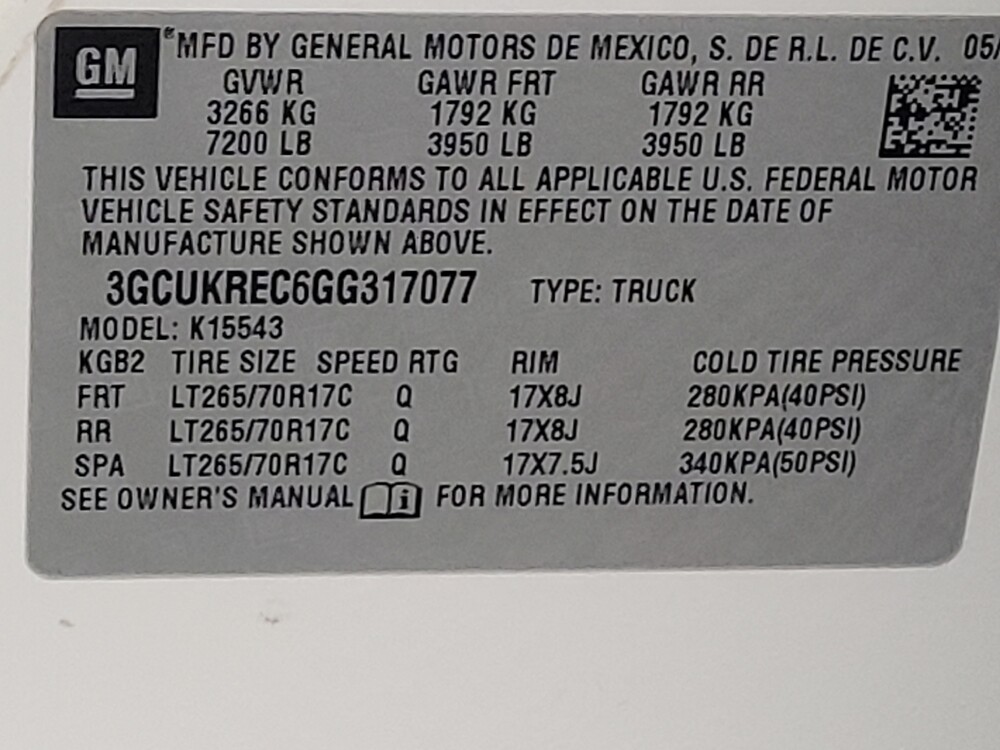 GM ®MFD BY GENERAL MOTORS DE MEXICO, S. DE R.L. DE C.V. 05/
GVWR GAWR FRT GAWR RR
3266 KG 1792 KG 1792 KG
7200 LB 3950 LB 3950 LB
THIS VEHICLE CONFORMS TO ALL APPLICABLE U.S. FEDERAL MOTOR
VEHICLE SAFETY STANDARDS IN EFFECT ON THE DATE OF
MANUFACTURE SHOWN ABOVE.
3GCUKREC6GG317077 TYPE: TRUCK
MODEL: K15543
KGB2 TIRE SIZE SPEED RTG RIM COLD TIRE PRESSURE
FRT LT265/70R17C Q 17X8J 280KPA(40PSI)
RR LT265/70R17C Q 17X8J 280KPA(40PSI)
SPA LT265/70R17C Q 17X7.5J 340KPA(50PSI)
SEE OWNER'S MANUAL i FOR MORE INFORMATION.